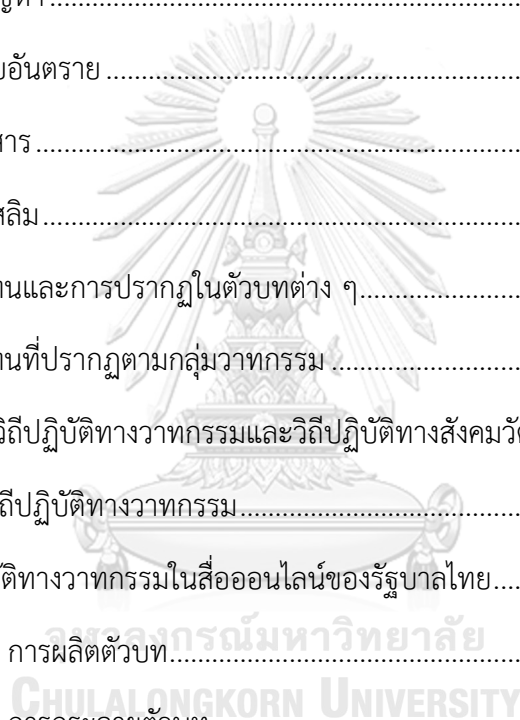 อันตราย ..........................................................
สาร ..........................................................
สลิม..........................................................
านและการปรากฏในตัวบทต่าง ๆ........................................
านที่ปรากฏตามกลุ่มวาทกรรม ........................................
วิถีปฏิบัติทางวาทกรรมและวิถีปฏิบัติทางสังคมวั
ถีปฏิบัติทางวาทกรรม........................................
ัติทางวาทกรรมในสื่อออนไลน์ของรัฐบาลไทย....
จุฬาลงกรณ์มหาวิทยาลัย
การผลิตตัวบท........................................
CHULALONGKORN UNIVERSITY